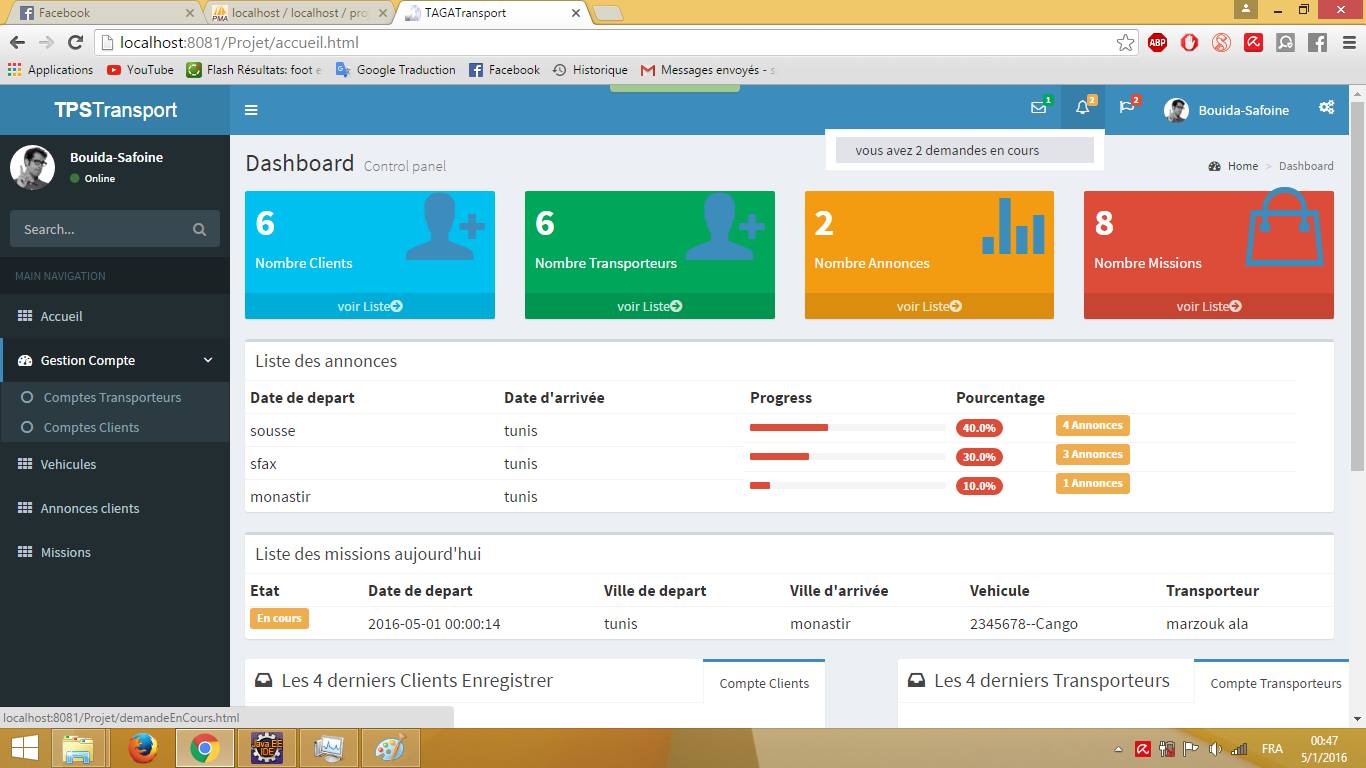 Facebook
localhost / localhost / pro
TAGATransport
localhost:8081/Projet/accueil.html
ABP
Applications
YouTube
Flash Résultats: foot e
Google Traduction
Facebook
Historique
Messages envoyés - s
TPSTransport
1
2
2
Bouida-Safoine
Bouida-Safoine
Online
vous avez 2 demandes en cours
Dashboard Control panel
Home > Dashboard
Search...
MAIN NAVIGATION
Accueil
Gestion Compte
Comptes Transporteurs
Comptes Clients
Vehicules
Annonces clients
Missions
6
Nombre Clients
voir Liste
6
Nombre Transporteurs
voir Liste
2
Nombre Annonces
voir Liste
8
Nombre Missions
voir Liste
Liste des annonces
Date de depart Date d'arrivée Progress Pourcentage
sousse tunis 40.0% 4 Annonces
sfax tunis 30.0% 3 Annonces
monastir tunis 10.0% 1 Annonces
Liste des missions aujourd'hui
Etat Date de depart Ville de depart Ville d'arrivée Vehicule Transporteur
En cours 2016-05-01 00:00:14 tunis monastir 2345678--Cango marzouk ala
Les 4 derniers Clients Enregistrer
Compte Clients
Les 4 derniers Transporteurs
Compte Transporteurs
localhost:8081/Projet/demandeEnCours.html
Java EE
IDE
FRA
00:47
5/1/2016